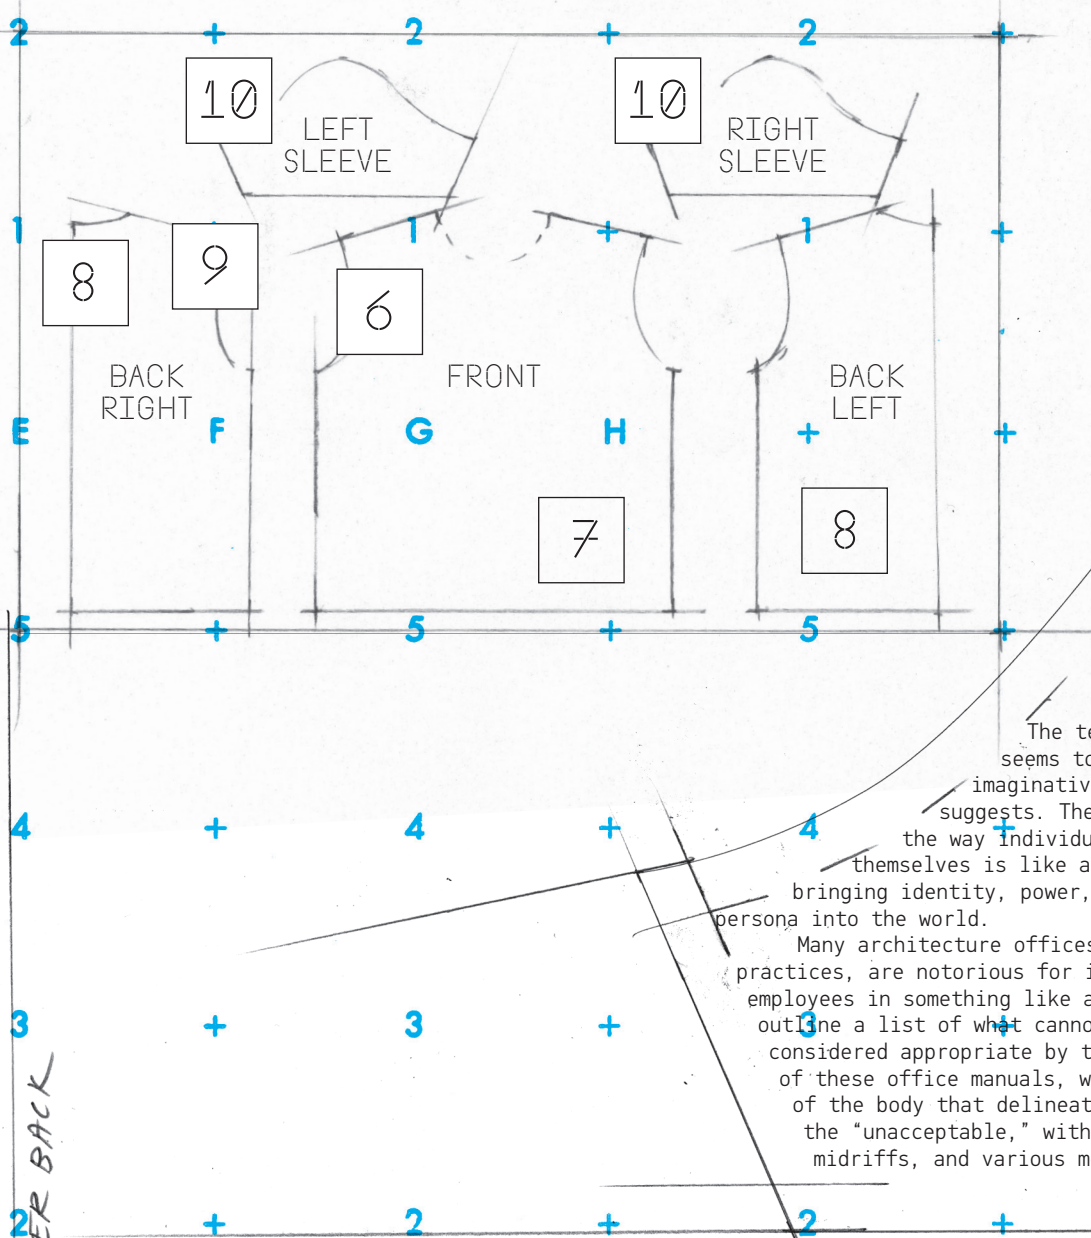 2 + 2 + 2 +
10
LEFT
SLEEVE
10
RIGHT
SLEEVE
1 1 + 1 +
8
9
6
BACK
RIGHT
FRONT
BACK
LEFT
E F G H + +
7
8
5 + 5 + 5 +
The te
seems to
imaginativ
suggests. The
4 + 4 + 4 +
the way individu
themselves is like a
bringing identity, power,
persona into the world.
Many architecture offices
practices, are notorious for i
employees in something like a
3 + 3 + 3 +
outline a list of what canno
considered appropriate by t
of these office manuals, w
of the body that delineat
the “unacceptable,” with
midriffs, and various m
ER BACK
2 + 2 + 2 +